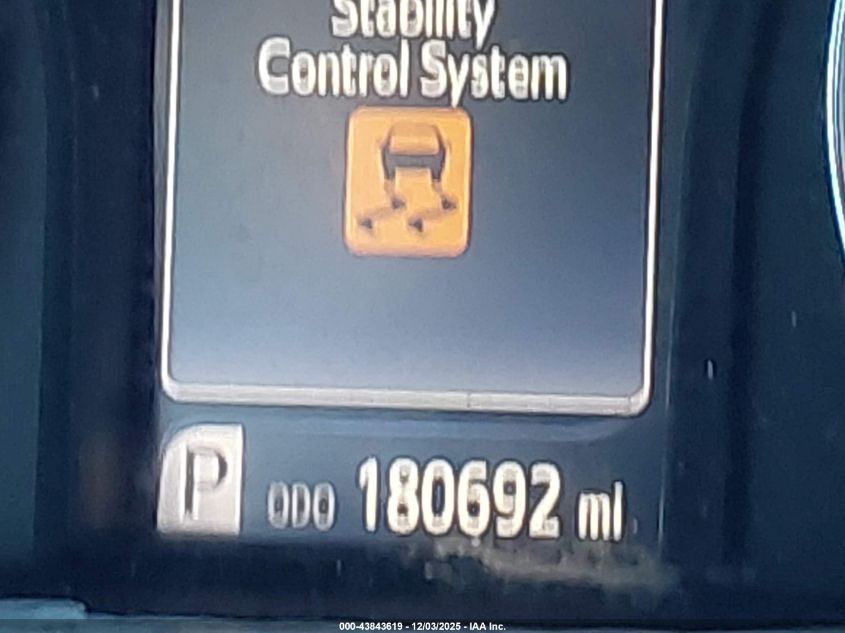 Stability
Control System
P ODO 180692 mi
000-43843619 - 12/03/2025 - IAA Inc.